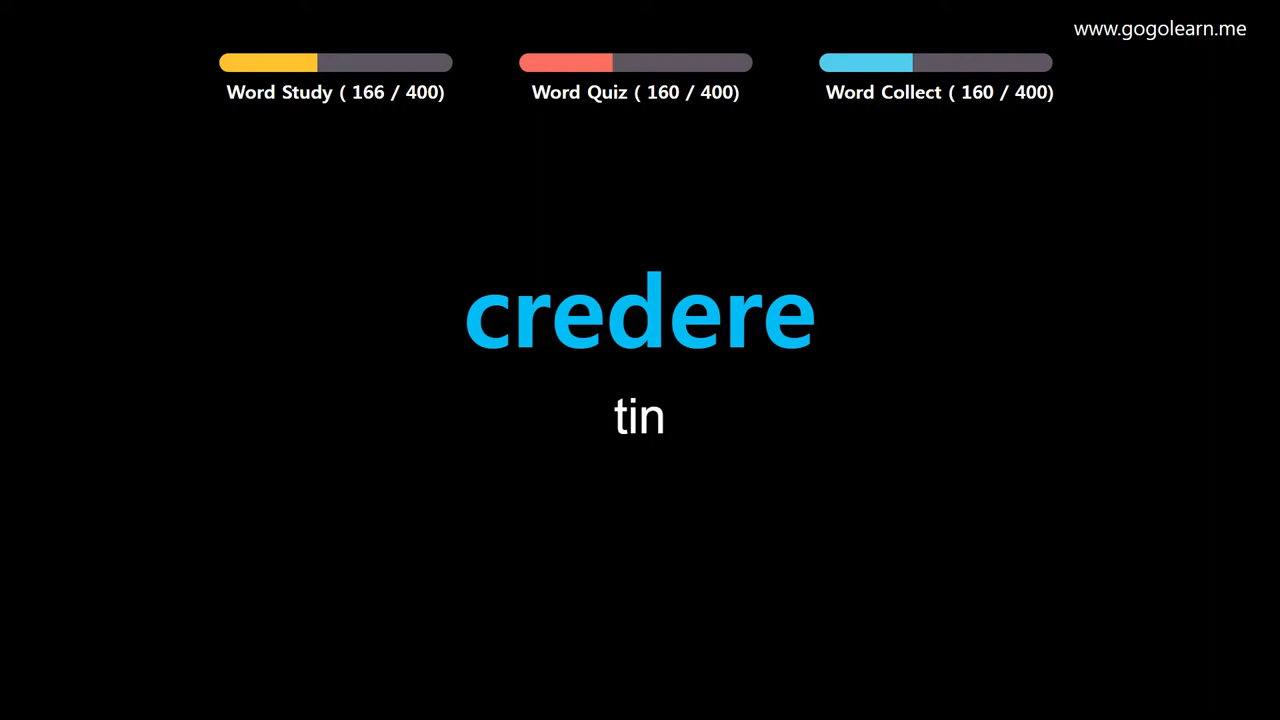 www.gogolearn.me
Word Study ( 166 / 400)
Word Quiz ( 160 / 400)
Word Collect ( 160 / 400)
credere
tin